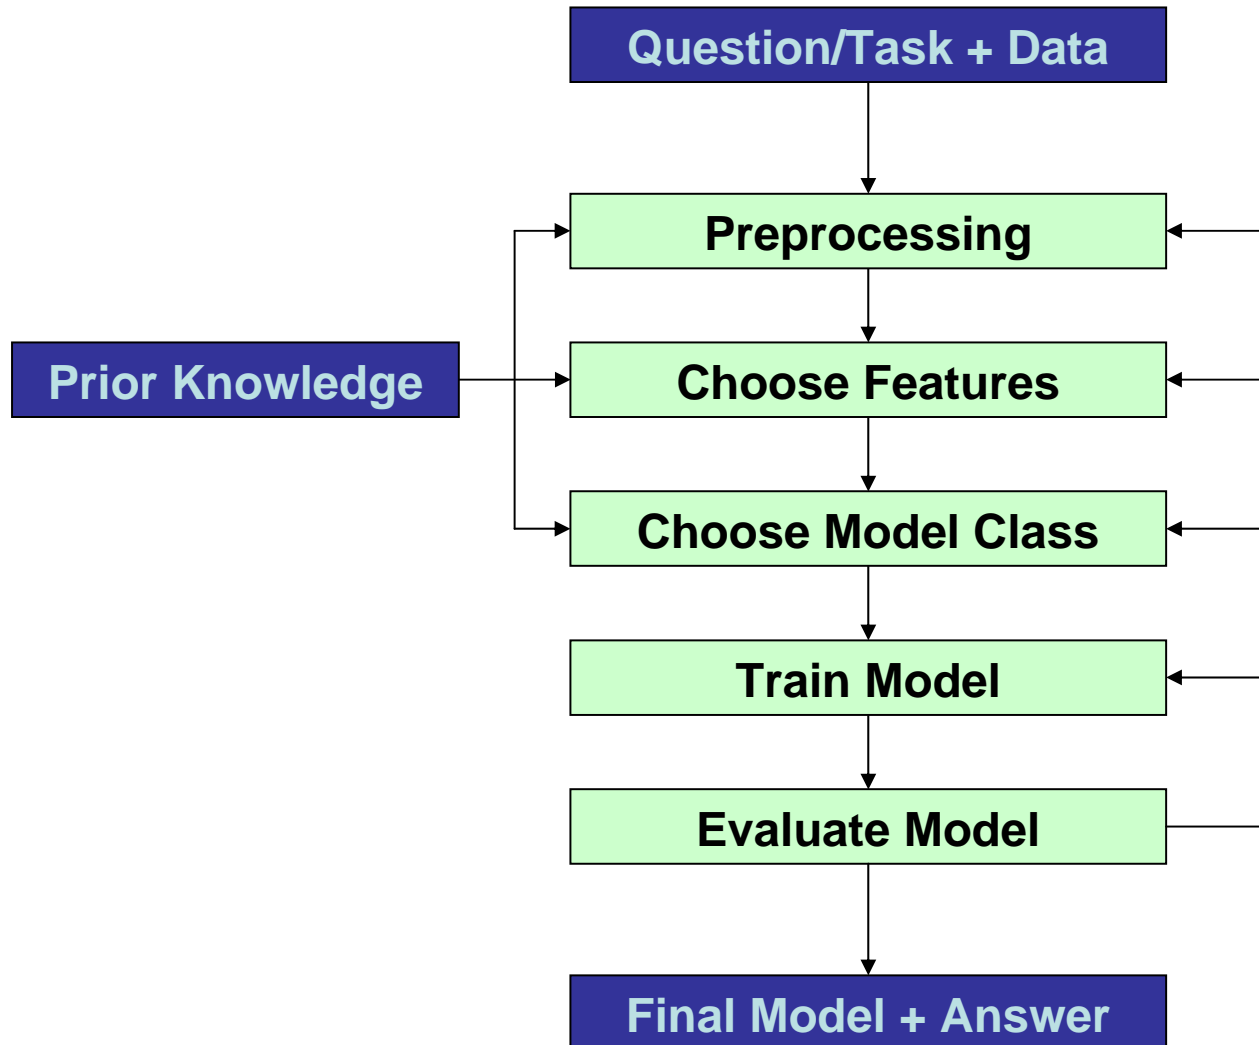 Question/Task + Data
Preprocessing
Prior Knowledge
Choose Features
Choose Model Class
Train Model
Evaluate Model
Final Model + Answer